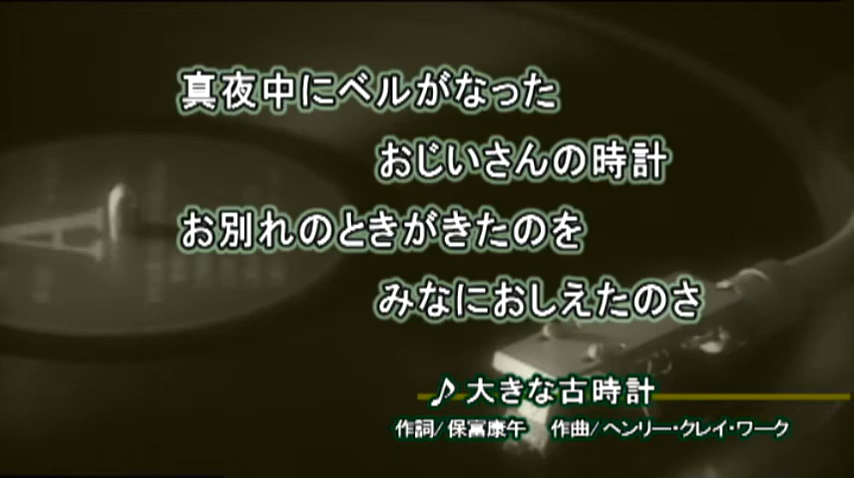 真夜中にベルがなった
おじいさんの時計
お別れのときがきたのを
みなにおしえたのさ
♪大きな古時計
作詞/保富康午 作曲/ヘンリー・クレイ・ワーク
A